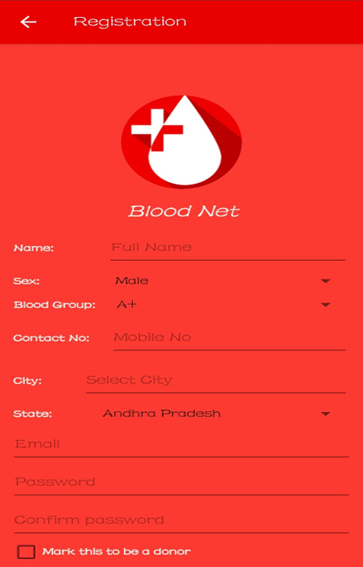 Registration
Blood Net
Name: Full Name
Sex: Male
Blood Group: A+
Contact No: Mobile No
City: Select City
State: Andhra Pradesh
Email
Password
Confirm password
Mark this to be a donor